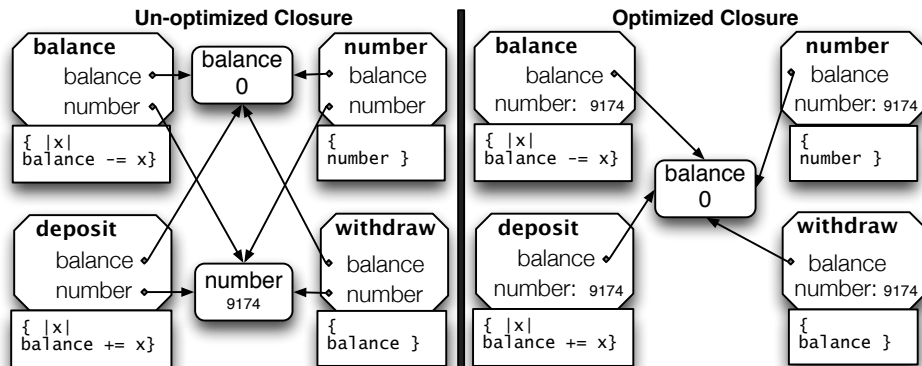 Un-optimized Closure
balance
balance
number
{ |x|
balance -= x}
balance
0
number
balance
number
{
number }
deposit
balance
number
{ |x|
balance += x}
number
9174
withdraw
balance
number
{
balance }
Optimized Closure
balance
balance
number: 9174
{ |x|
balance -= x}
number
balance
number: 9174
{
number }
balance
0
deposit
balance
number: 9174
{ |x|
balance += x}
withdraw
balance
number: 9174
{
balance }